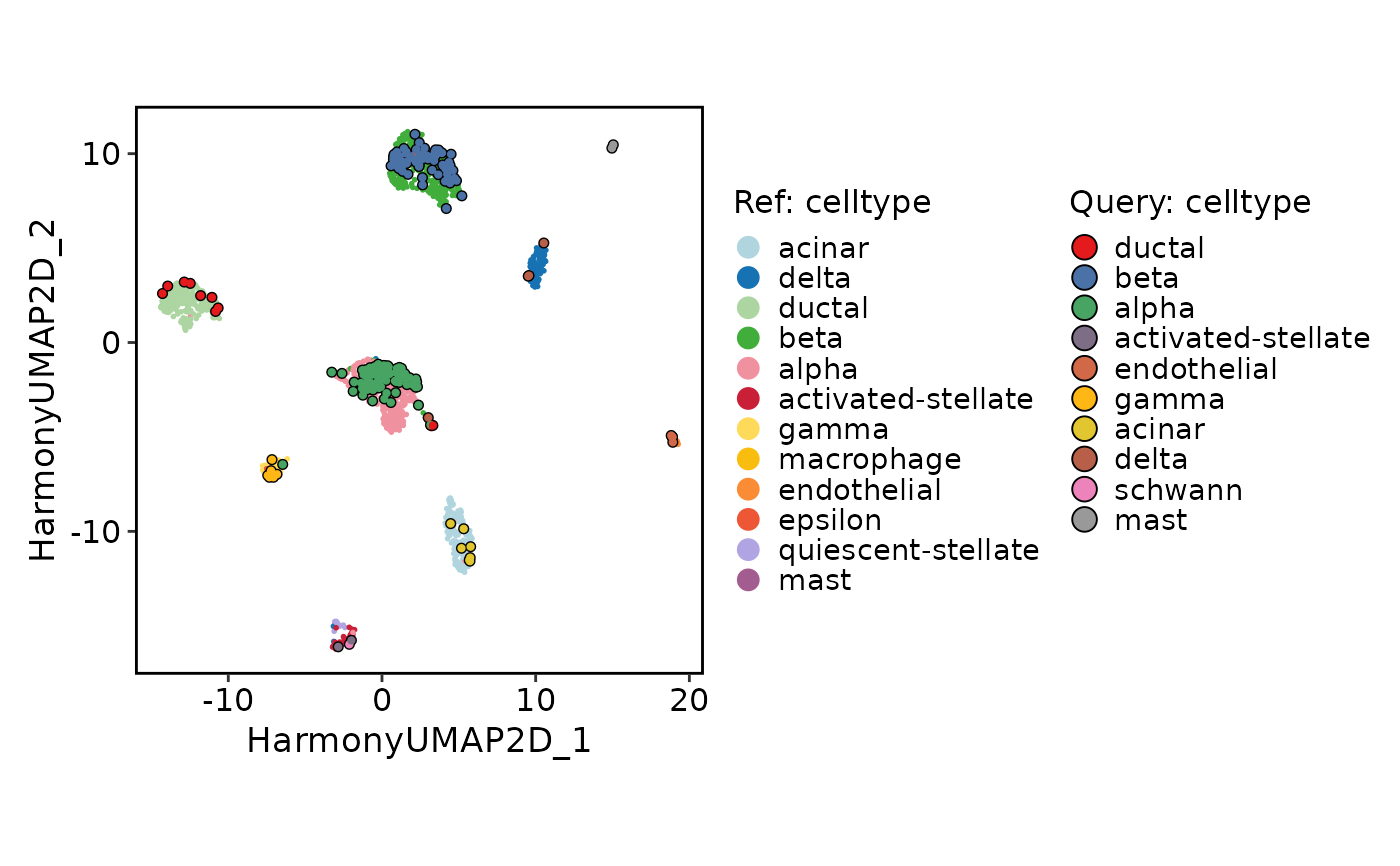 10
0
-10
-10
0
10
20
HarmonyUMAP2D_1
HarmonyUMAP2D_2
Ref: celltype
acinar
delta
ductal
beta
alpha
activated-stellate
gamma
macrophage
endothelial
epsilon
quiescent-stellate
mast
Query: celltype
ductal
beta
alpha
activated-stellate
endothelial
gamma
acinar
delta
schwann
mast